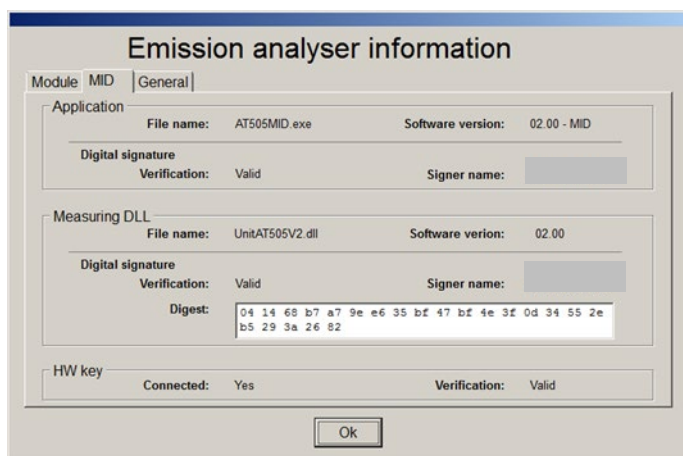 Emission analyser information
Module MID General
Application
File name: AT505MID.exe Software version: 02.00 - MID
Digital signature
Verification: Valid Signer name:
Measuring DLL
File name: UnitAT505V2.dll Software verion: 02.00
Digital signature
Verification: Valid Signer name:
Digest: 04 14 68 b7 a7 9e e6 35 bf 47 bf 4e 3f 0d 34 55 2e
b5 29 3a 26 82
HW key
Connected: Yes Verification: Valid
Ok